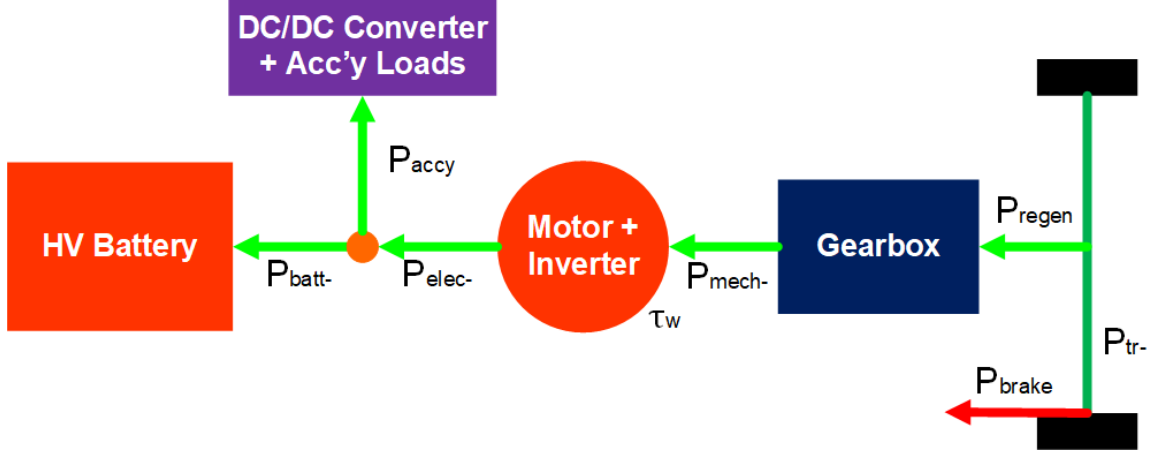 DC/DC Converter
+ Acc'y Loads
Paccy
HV Battery
Motor +
Inverter
Gearbox
Pregen
Pbatt-
Pelec-
Pmech-
τw
Ptr-
Pbrake